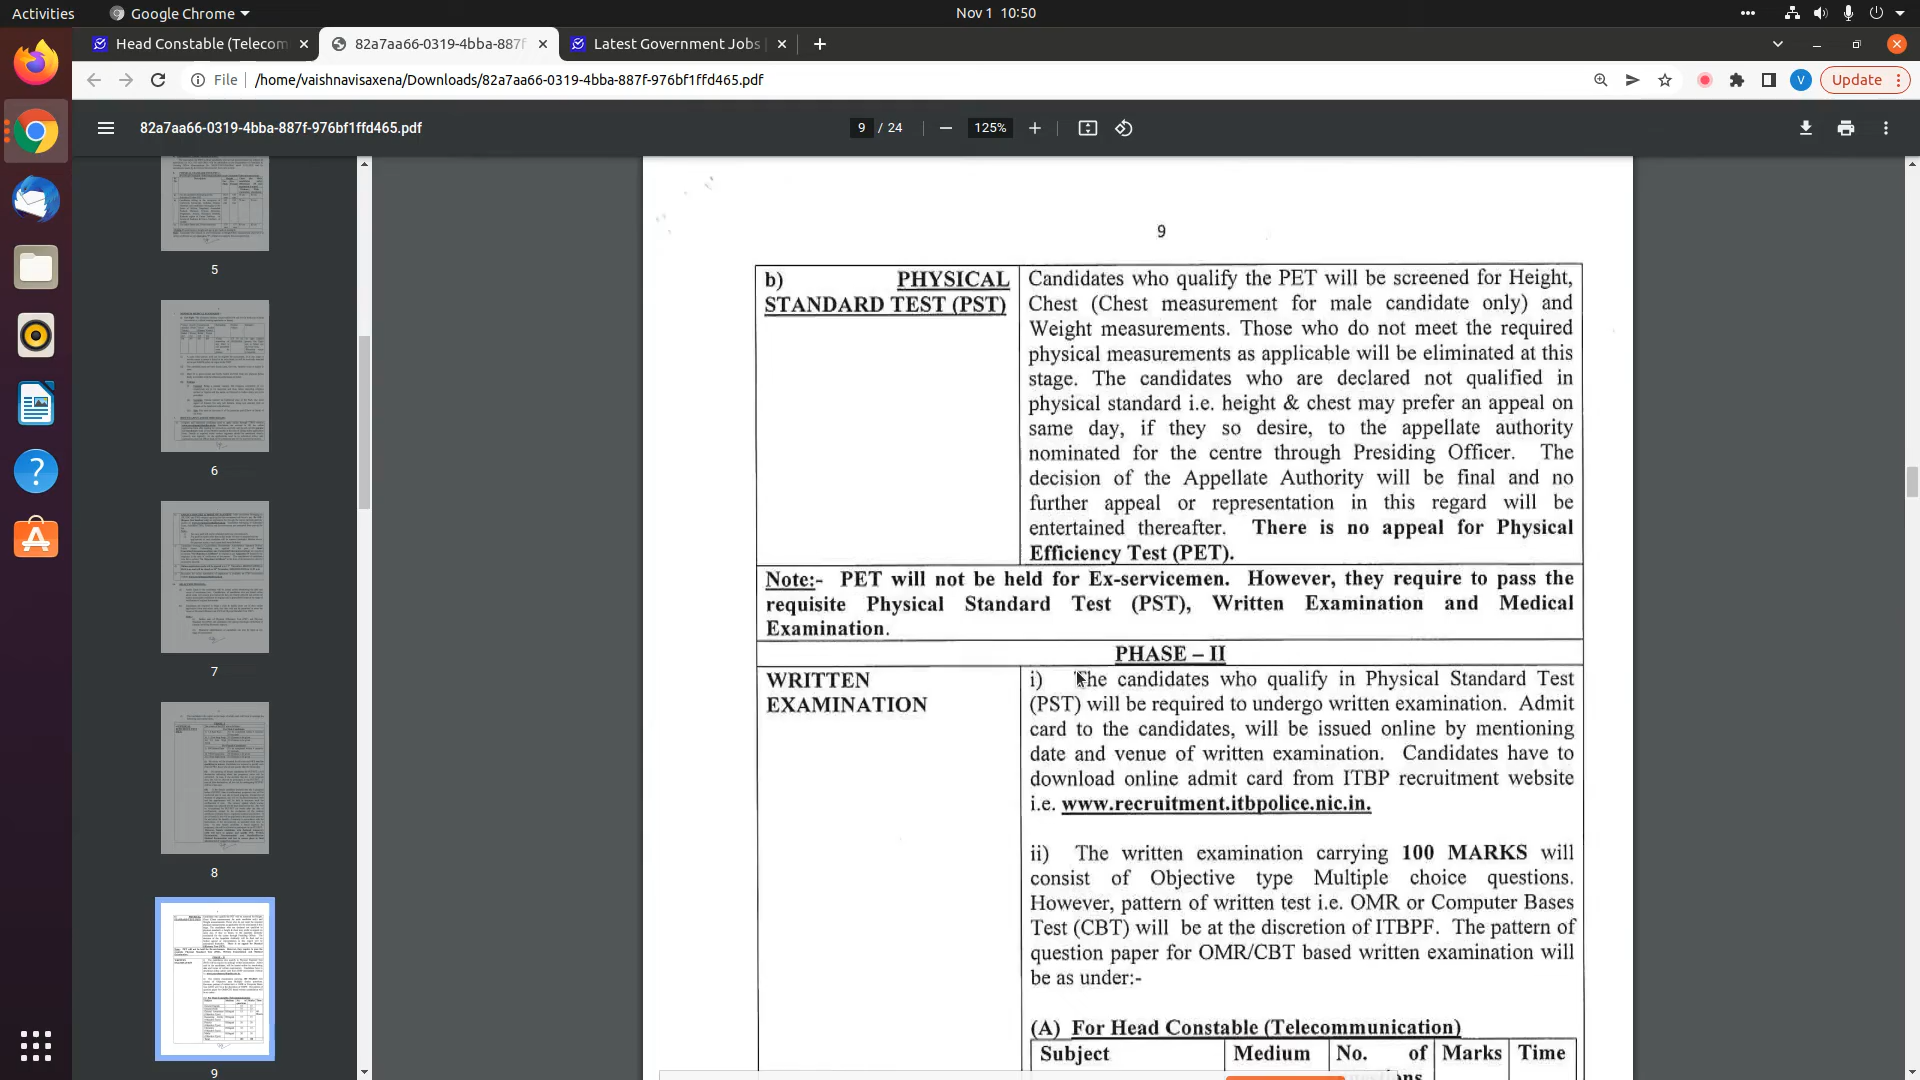 Activities
Google Chrome
Nov 1 10:50
Head Constable (Telecom
82a7aa66-0319-4bba-887f
Latest Government Jobs
File
/home/vaishnavisaxena/Downloads/82a7aa66-0319-4bba-887f-976bf1ffd465.pdf
V
Update
82a7aa66-0319-4bba-887f-976bf1ffd465.pdf
9 / 24
125%
5
6
7
8
9
9
b) PHYSICAL
STANDARD TEST (PST)
Candidates who qualify the PET will be screened for Height,
Chest (Chest measurement for male candidate only) and
Weight measurements. Those who do not meet the required
physical measurements as applicable will be eliminated at this
stage. The candidates who are declared not qualified in
physical standard i.e. height & chest may prefer an appeal on
same day, if they so desire, to the appellate authority
nominated for the centre through Presiding Officer. The
decision of the Appellate Authority will be final and no
further appeal or representation in this regard will be
entertained thereafter. There is no appeal for Physical
Efficiency Test (PET).
Note:- PET will not be held for Ex-servicemen. However, they require to pass the
requisite Physical Standard Test (PST), Written Examination and Medical
Examination.
PHASE – II
WRITTEN
EXAMINATION
i) The candidates who qualify in Physical Standard Test
(PST) will be required to undergo written examination. Admit
card to the candidates, will be issued online by mentioning
date and venue of written examination. Candidates have to
download online admit card from ITBP recruitment website
i.e. www.recruitment.itbpolice.nic.in.
ii) The written examination carrying 100 MARKS will
consist of Objective type Multiple choice questions.
However, pattern of written test i.e. OMR or Computer Bases
Test (CBT) will be at the discretion of ITBPF. The pattern of
question paper for OMR/CBT based written examination will
be as under:-
(A) For Head Constable (Telecommunication)
Subject Medium No. of Marks Time